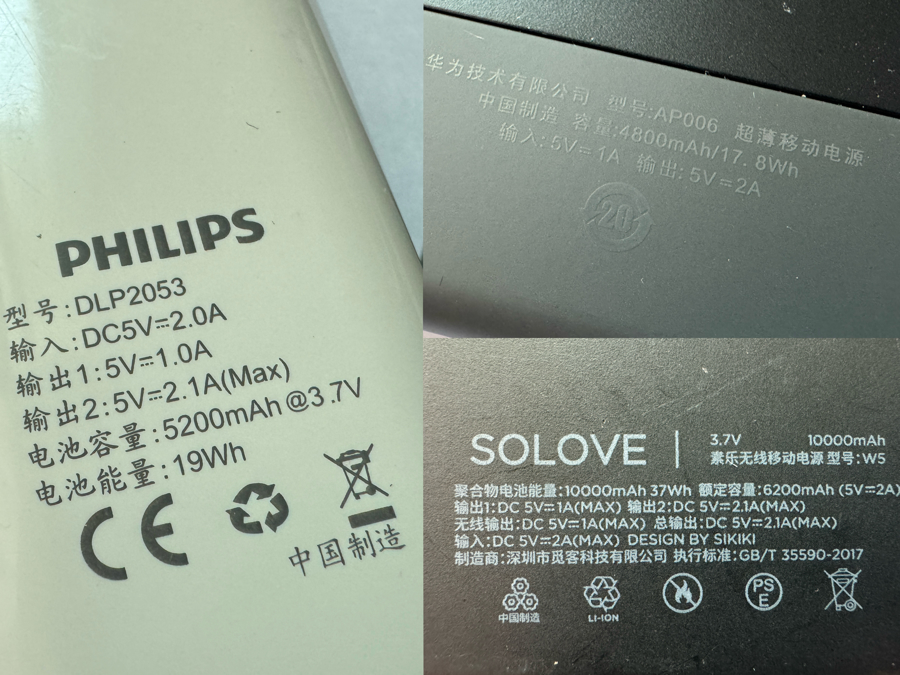 PHILIPS
型号:DLP2053
输入:DC5V⎓2.0A
输出1:5V⎓1.0A
输出2:5V⎓2.1A(Max)
电池容量:5200mAh@3.7V
电池能量:19Wh
CE
中国制造
华为技术有限公司 型号:AP006 超薄移动电源
中国制造 容量:4800mAh/17.8Wh
输入:5V⎓1A 输出:5V⎓2A
20
SOLOVE
3.7V 10000mAh
素乐无线移动电源 型号:W5
聚合物电池能量:10000mAh 37Wh 额定容量:6200mAh (5V=2A)
输出1:DC 5V=1A(MAX) 输出2:DC 5V=2.1A(MAX)
无线输出:DC 5V=1A(MAX) 总输出:DC 5V=2.1A(MAX)
输入:DC 5V=2A(MAX) DESIGN BY SIKIKI
制造商:深圳市觅客科技有限公司 执行标准:GB/T 35590-2017
PS
E
中国制造
LI-ION